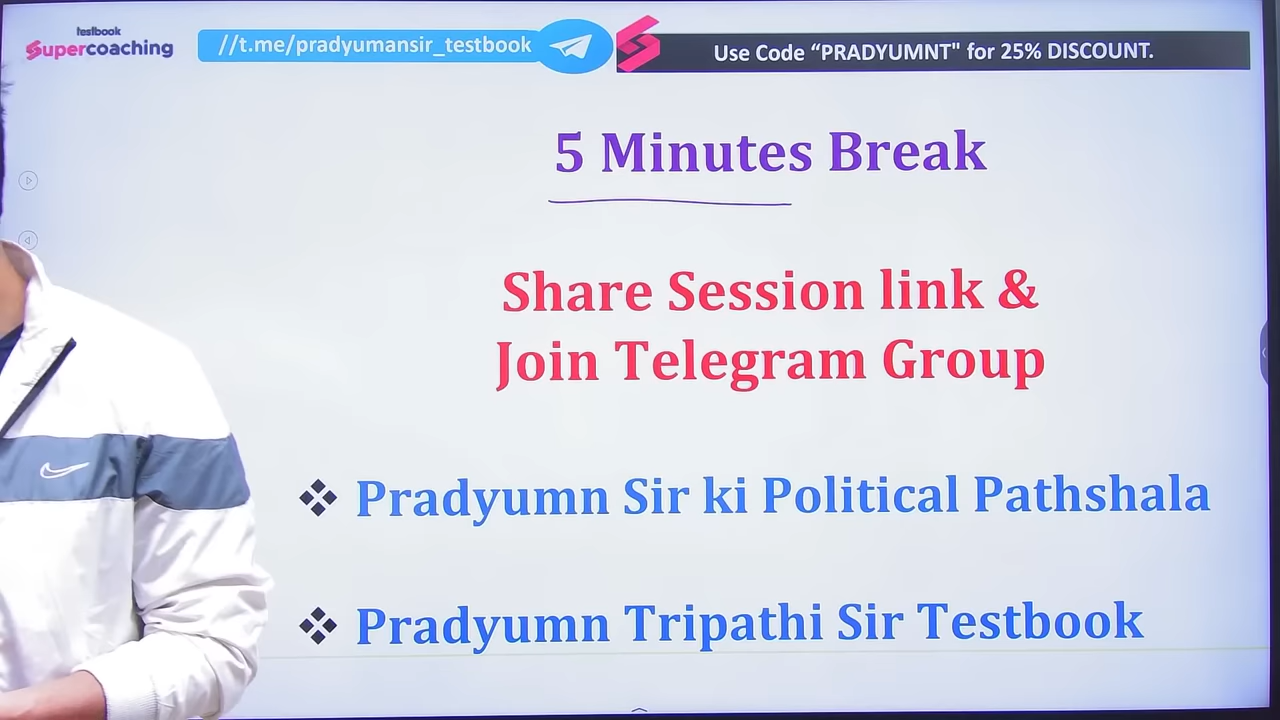 testbook
Supercoaching
//t.me/pradyumansir_testbook
Use Code “PRADYUMNT" for 25% DISCOUNT.
5 Minutes Break
Share Session link &
Join Telegram Group
❖ Pradyumn Sir ki Political Pathshala
❖ Pradyumn Tripathi Sir Testbook